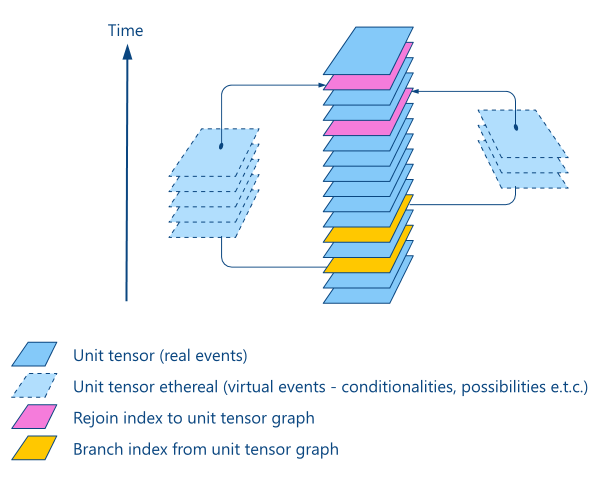 Time
Unit tensor (real events)
Unit tensor ethereal (virtual events - conditionalities, possibilities e.t.c.)
Rejoin index to unit tensor graph
Branch index from unit tensor graph